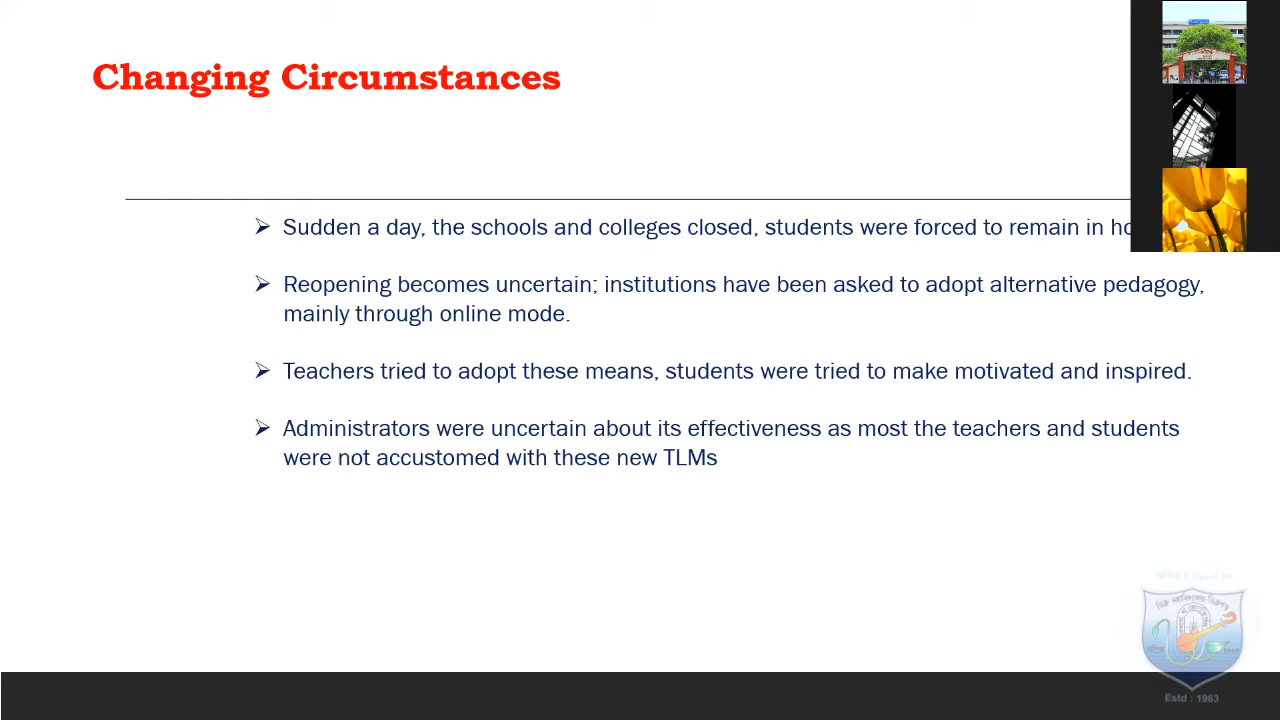 Changing Circumstances
➢ Sudden a day, the schools and colleges closed, students were forced to remain in
➢ Reopening becomes uncertain; institutions have been asked to adopt alternative pedagogy,
mainly through online mode.
➢ Teachers tried to adopt these means, students were tried to make motivated and inspired.
➢ Administrators were uncertain about its effectiveness as most the teachers and students
were not accustomed with these new TLMs
Estd : 1963